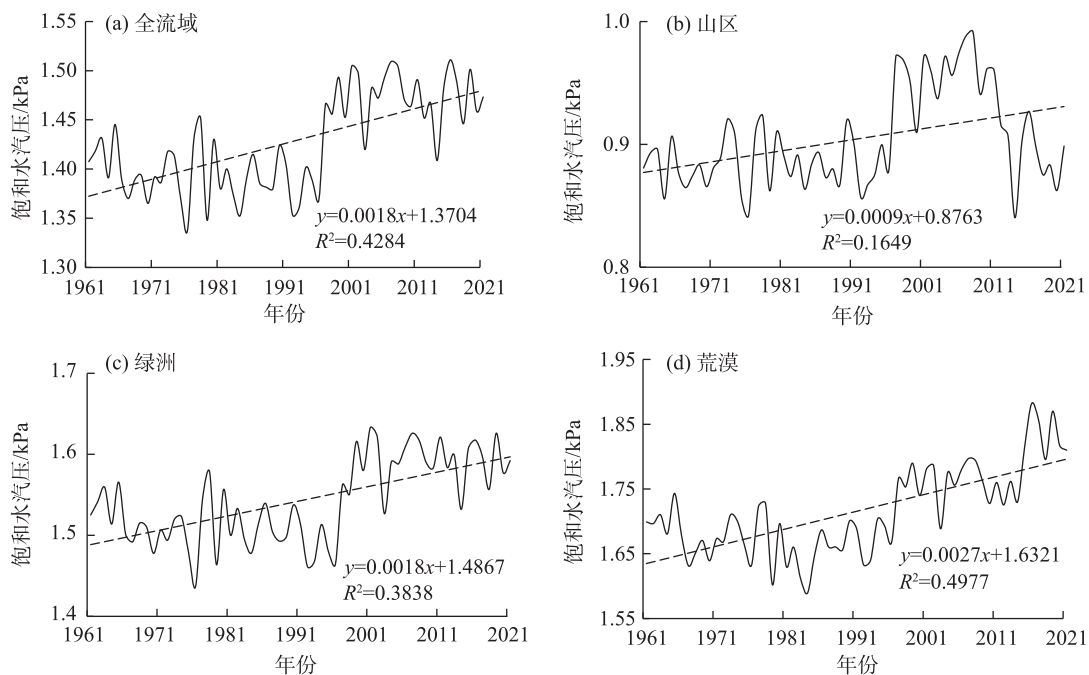 (a) 全流域
饱和水汽压/kPa
1.55
1.50
1.45
1.40
1.35
1.30
y=0.0018x+1.3704
R²=0.4284
1961 1971 1981 1991 2001 2011 2021
年份
(b) 山区
饱和水汽压/kPa
1.0
0.9
0.8
y=0.0009x+0.8763
R²=0.1649
1961 1971 1981 1991 2001 2011 2021
年份
(c) 绿洲
饱和水汽压/kPa
1.7
1.6
1.5
1.4
y=0.0018x+1.4867
R²=0.3838
1961 1971 1981 1991 2001 2011 2021
年份
(d) 荒漠
饱和水汽压/kPa
1.95
1.85
1.75
1.65
1.55
y=0.0027x+1.6321
R²=0.4977
1961 1971 1981 1991 2001 2011 2021
年份